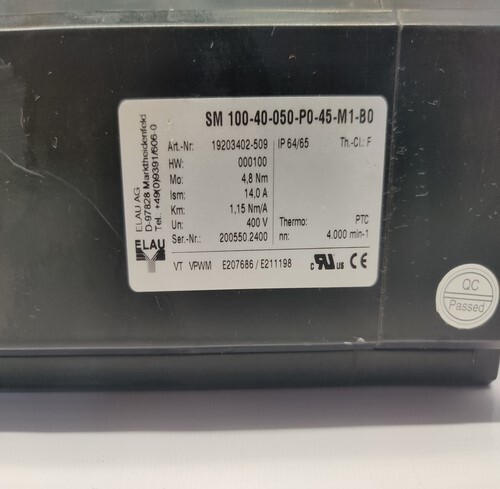 SM 100-40-050-P0-45-M1-B0
Art.-Nr: 19203402-509 IP 64/65 Th.-Cl.: F
HW: 000100
Mo: 4,8 Nm
Ism: 14,0 A
Km: 1,15 Nm/A
Un: 400 V Thermo: PTC
Ser.-Nr.: 200550.2400 nn: 4.000 min-1
VT VPWM E207686 / E211198 c RU us CE
ELAU AG
D-97828 Marktheidenfeld
Tel. +49(0)9391/606-0
ELAU
QC
Passed